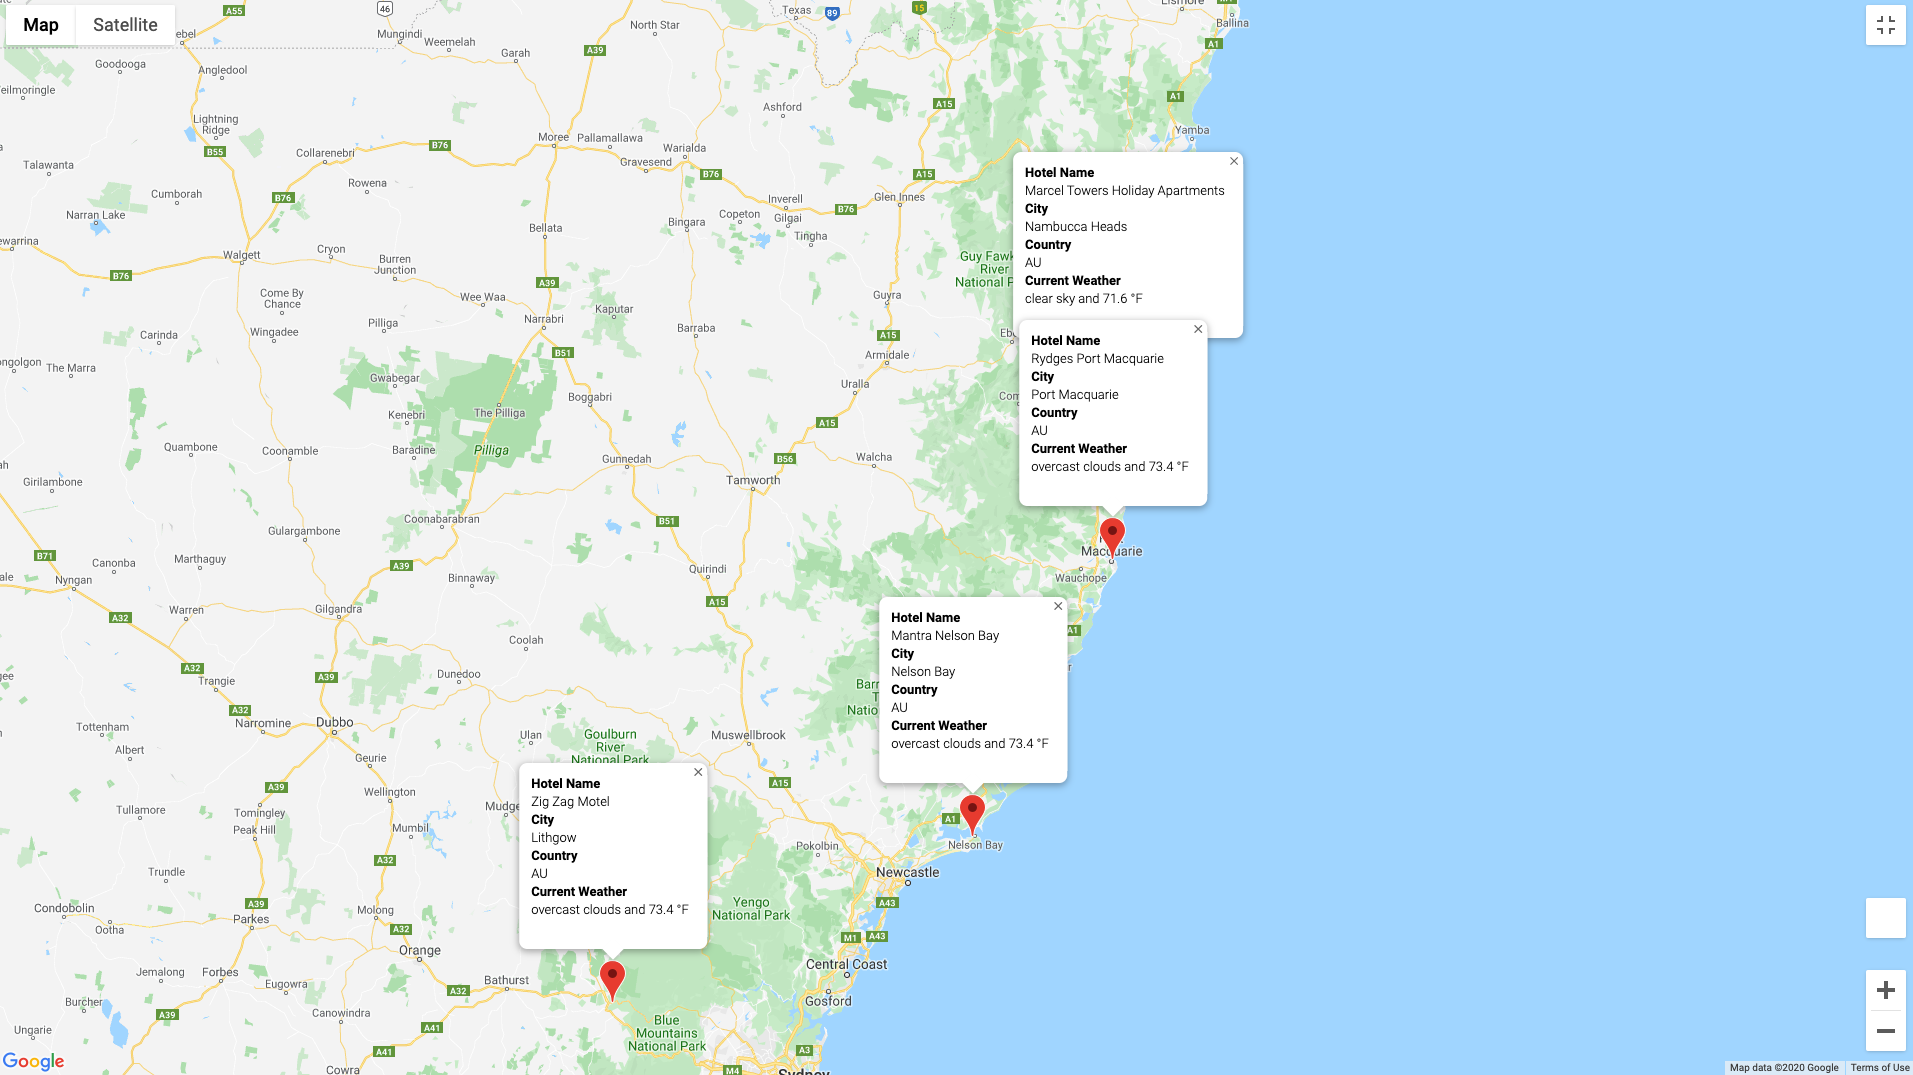 Map
Satellite
A55
46
Texas
89
15
Lismore
Ballina
North Star
Mungindi
Weemelah
Garah
A39
A1
Goodooga
Angledool
Ashford
A15
A1
Lightning
Ridge
Yamba
B55
Collarenebri
B76
Moree
Pallamallawa
Warialda
Gravesend
B76
A15
Talawanta
Rowena
Cumborah
B76
Inverell
Glen Innes
Narran Lake
Copeton
Gilgai
B76
Bingara
Bellata
Tingha
Walgett
Cryon
Burren
Junction
B76
A39
Come By
Chance
Wee Waa
Guyra
Kaputar
Narrabri
Pilliga
Barraba
Carinda
Wingadee
A15
B51
Armidale
The Marra
Gwabegar
Uralla
Boggabri
Kenebri
The Pilliga
A15
Quambone
Coonamble
Baradine
Pilliga
Gunnedah
B56
Walcha
Girilambone
Tamworth
Coonabarabran
B51
Gulargambone
B71
Marthaguy
Canonba
A39
Nyngan
Binnaway
Quirindi
A15
Warren
Gilgandra
A32
Coolah
A32
Trangie
A39
Dunedoo
A32
Narromine
Dubbo
Tottenham
Albert
Ulan
Goulburn
River
National Park
Muswellbrook
Geurie
A15
A39
Wellington
Tullamore
Tomingley
Peak Hill
Mumbil
A32
Pokolbin
Trundle
A39
Condobolin
Ootha
Parkes
Molong
A32
Orange
Jemalong
Forbes
Eugowra
Bathurst
A32
Burcher
A39
Canowindra
A41
Ungarie
A41
Cowra
Guy Fawk
River
National P
Hotel Name
Marcel Towers Holiday Apartments
City
Nambucca Heads
Country
AU
Current Weather
clear sky and 71.6 °F
Hotel Name
Rydges Port Macquarie
City
Port Macquarie
Country
AU
Current Weather
overcast clouds and 73.4 °F
Macquarie
Wauchope
A1
Hotel Name
Mantra Nelson Bay
City
Nelson Bay
Country
AU
Current Weather
overcast clouds and 73.4 °F
A1
Nelson Bay
Newcastle
A43
Hotel Name
Zig Zag Motel
City
Lithgow
Country
AU
Current Weather
overcast clouds and 73.4 °F
Yengo
National Park
M1
A43
Central Coast
Gosford
Blue
Mountains
National Park
A3
M4
Sydney
Google
Map data ©2020 Google
Terms of Use